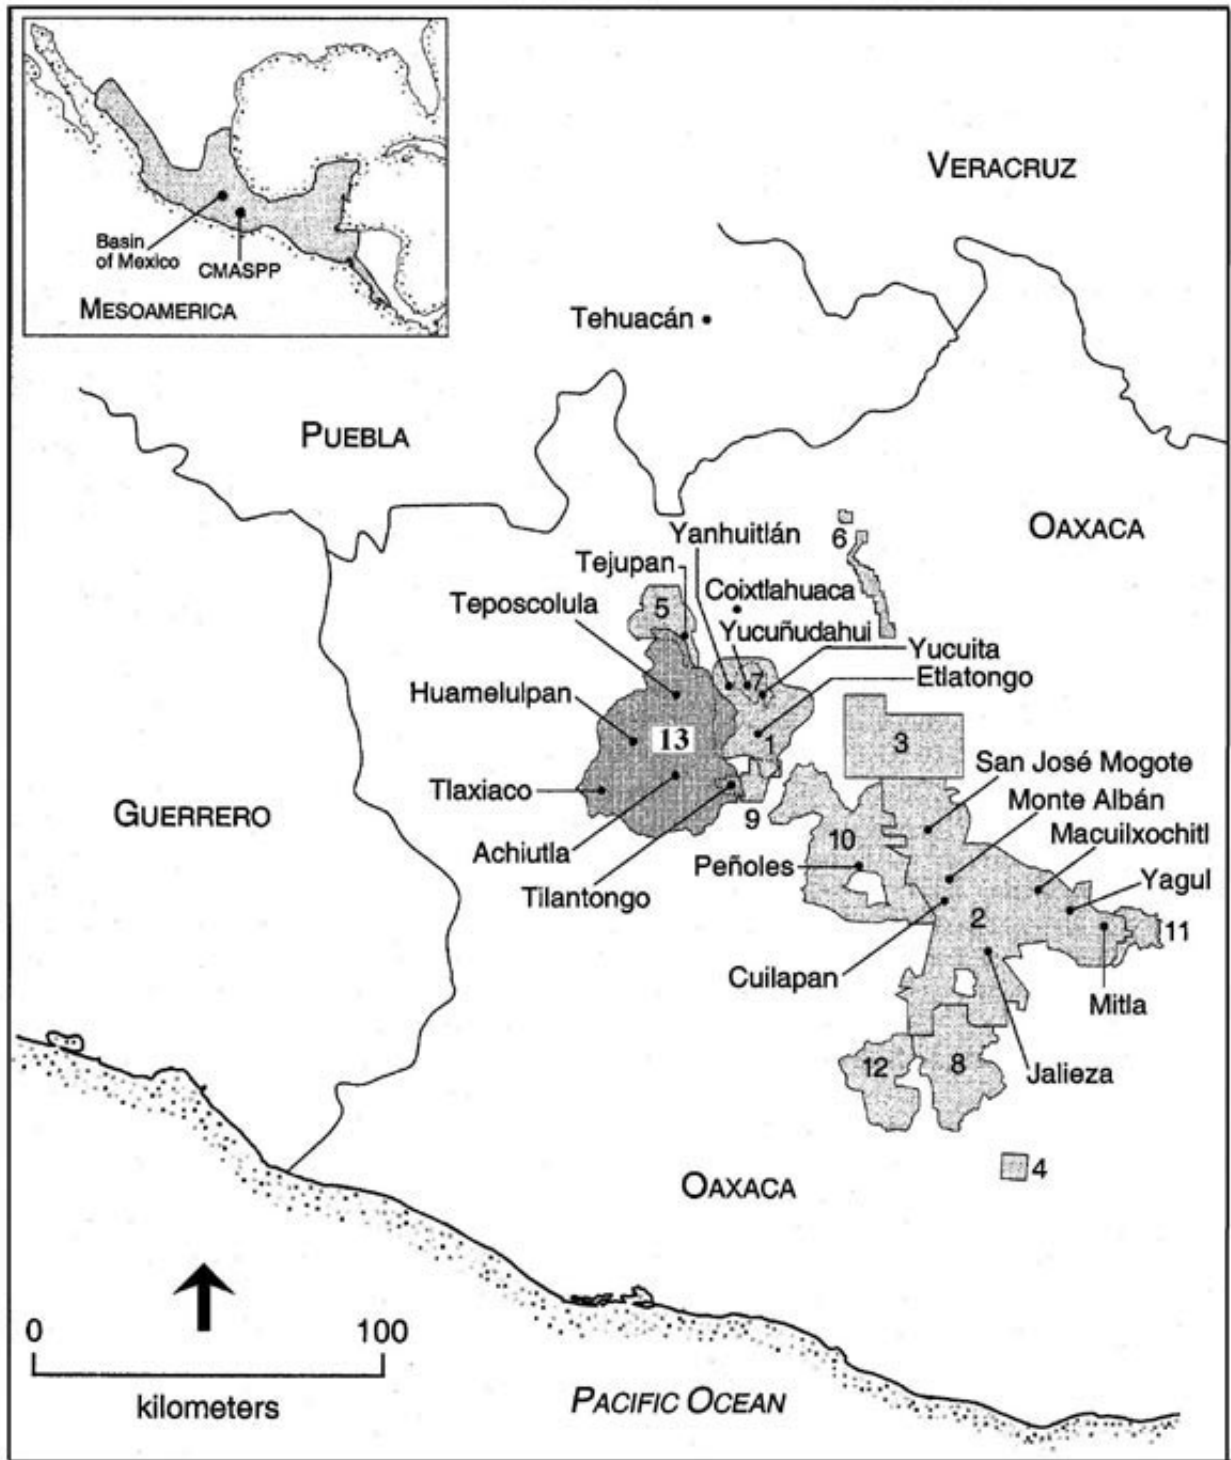 Basin
of Mexico
CMASPP
MESOAMERICA
VERACRUZ
Tehuacán
PUEBLA
OAXACA
6
Yanhuitlán
Tejupan
Coixtlahuaca
5
Teposcolula
Yucuñudahui
Yucuita
Etlatongo
7
Huamelulpan
13
1
3
San José Mogote
Tlaxiaco
Monte Albán
GUERRERO
9
Macuilxochitl
Achiutla
10
Peñoles
Yagul
Tilantongo
2
11
Cuilapan
Mitla
12
8
Jalieza
4
OAXACA
0
100
kilometers
PACIFIC OCEAN